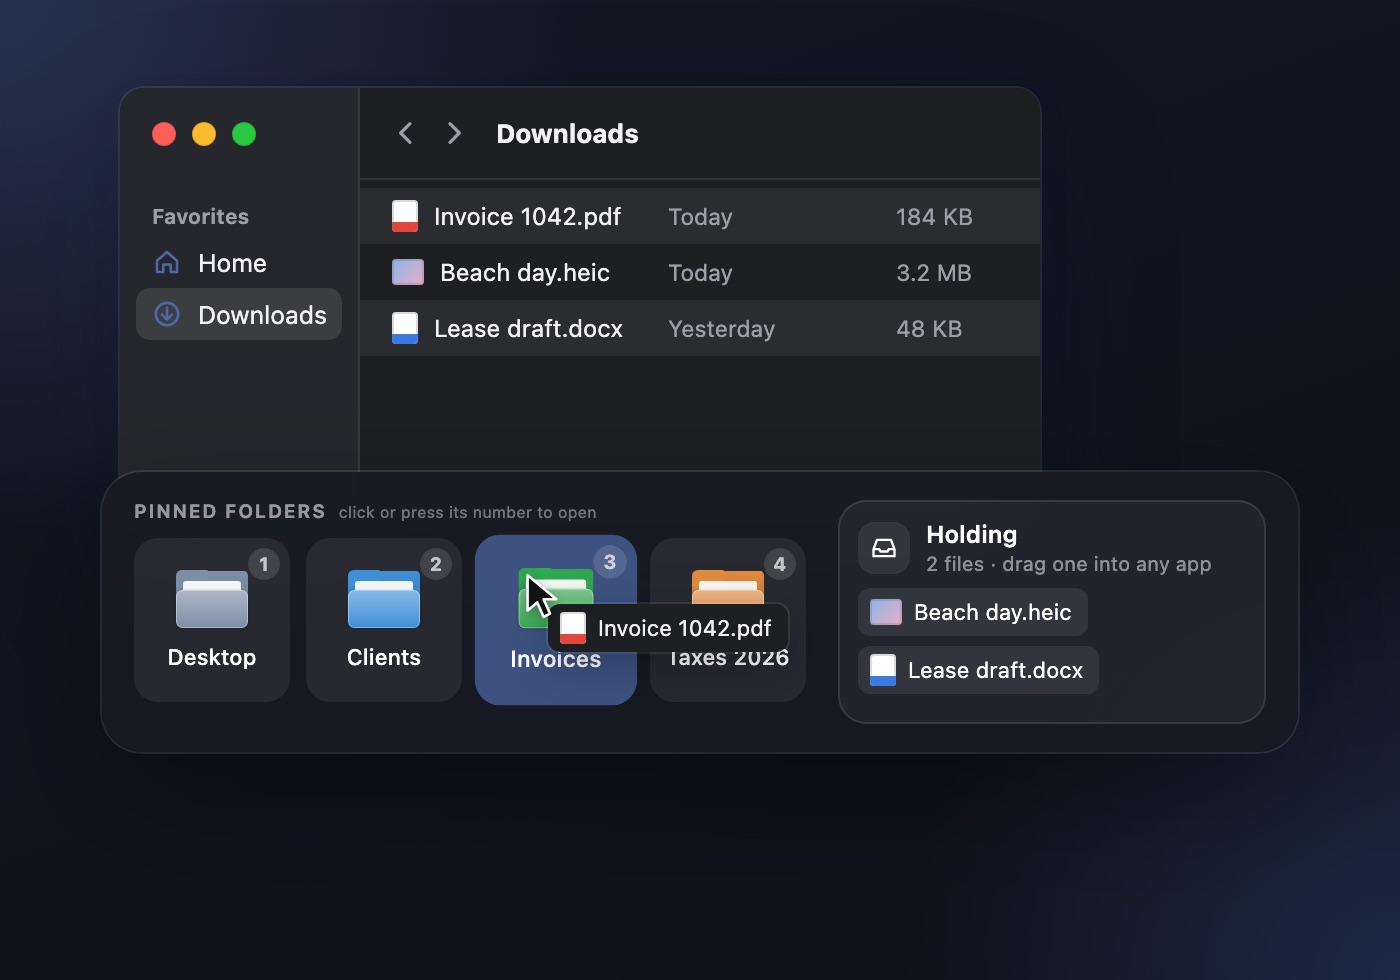 Downloads
Favorites
Home
Downloads
Invoice 1042.pdf Today 184 KB
Beach day.heic Today 3.2 MB
Lease draft.docx Yesterday 48 KB
PINNED FOLDERS click or press its number to open
1
Desktop
2
Clients
3
Invoices
4
Taxes 2026
Invoice 1042.pdf
Holding
2 files · drag one into any app
Beach day.heic
Lease draft.docx